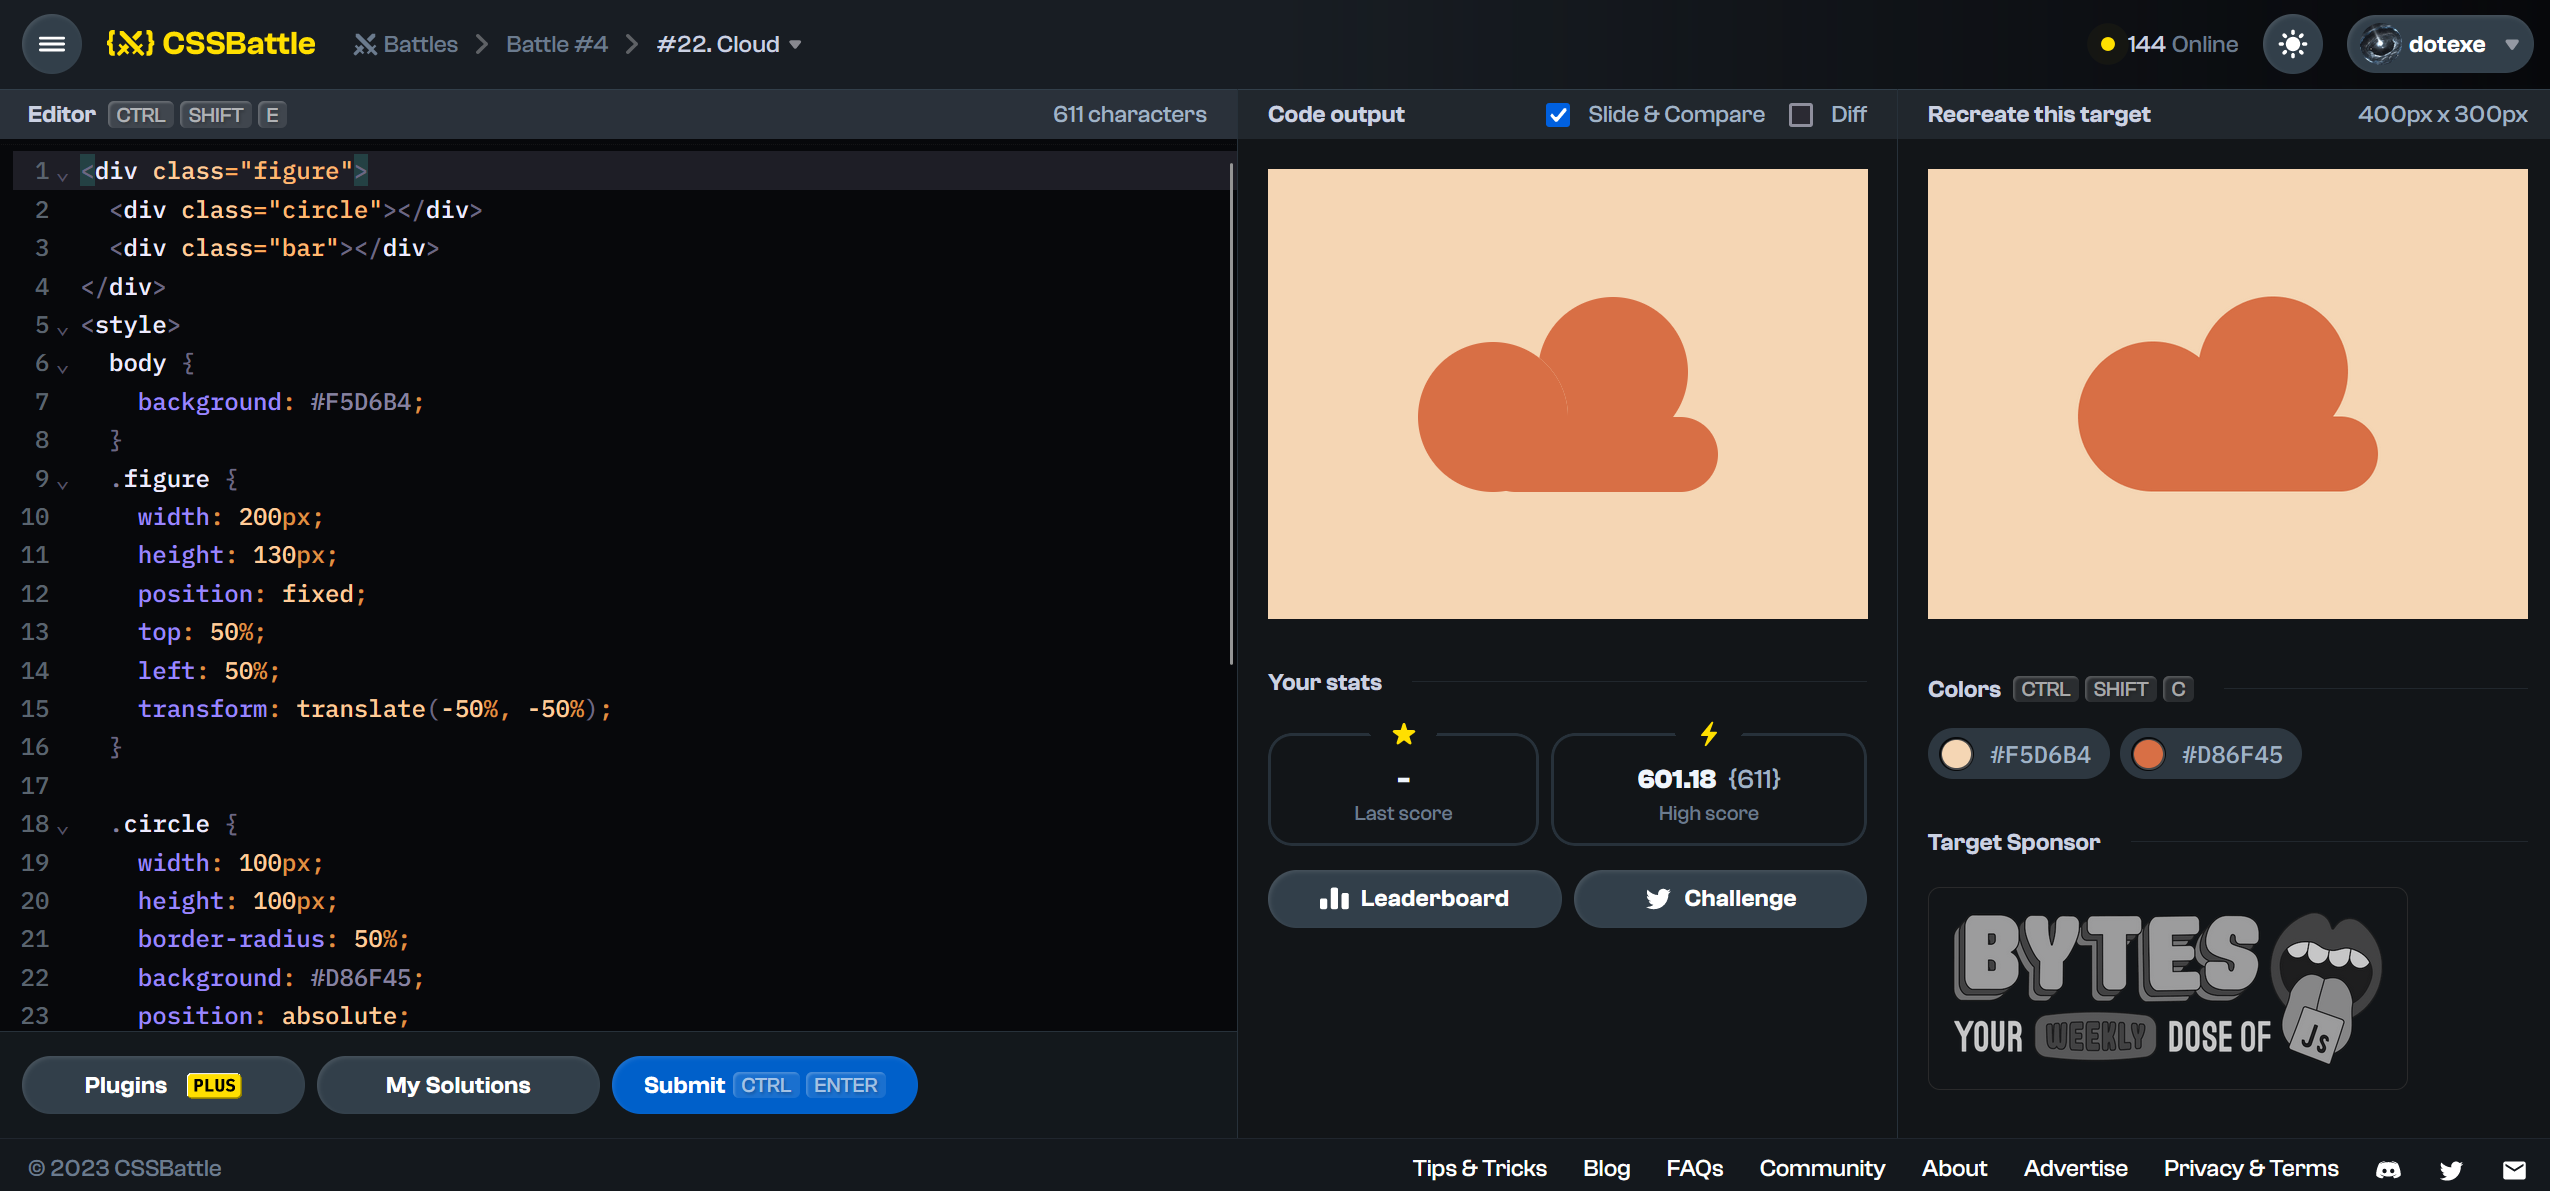 {X} CSSBattle
Battles
Battle #4
#22. Cloud
144 Online
dotexe
Editor CTRL SHIFT E
611 characters
Code output
Slide & Compare
Diff
Recreate this target
400px x 300px
1 <div class="figure">
2 <div class="circle"></div>
3 <div class="bar"></div>
4 </div>
5 <style>
6 body {
7 background: #F5D6B4;
8 }
9 .figure {
10 width: 200px;
11 height: 130px;
12 position: fixed;
13 top: 50%;
14 left: 50%;
15 transform: translate(-50%, -50%);
16 }
17
18 .circle {
19 width: 100px;
20 height: 100px;
21 border-radius: 50%;
22 background: #D86F45;
23 position: absolute;
Plugins PLUS
My Solutions
Submit CTRL ENTER
Your stats
-
Last score
601.18 {611}
High score
Leaderboard
Challenge
Colors CTRL SHIFT C
#F5D6B4
#D86F45
Target Sponsor
BYTES
YOUR WEEKLY DOSE OF JS
© 2023 CSSBattle
Tips & Tricks
Blog
FAQs
Community
About
Advertise
Privacy & Terms